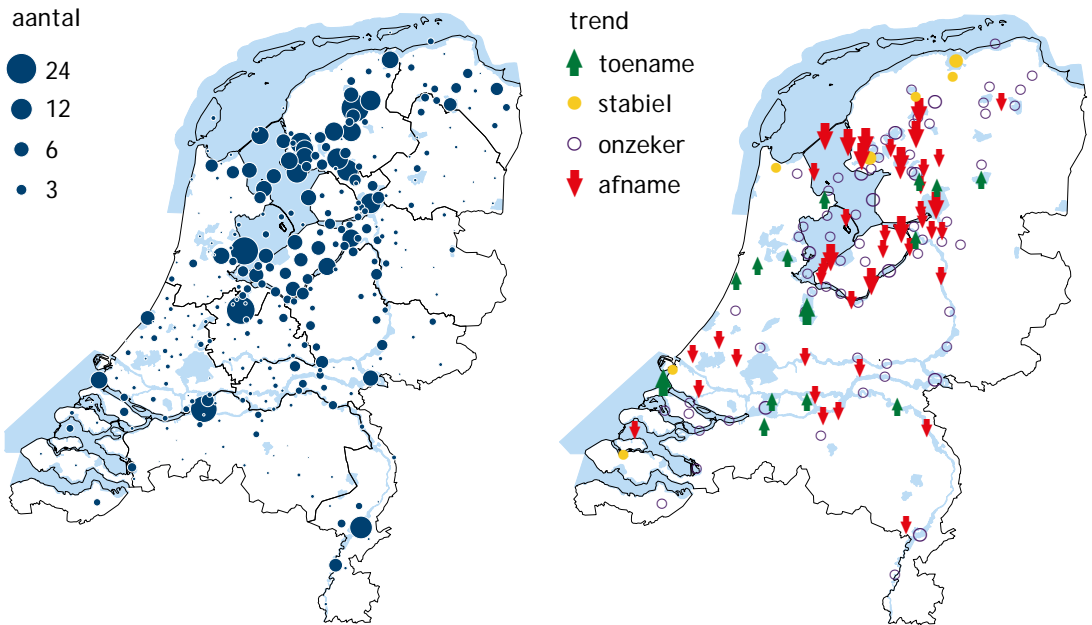 aantal
24
12
6
3
trend
toename
stabiel
onzeker
afname